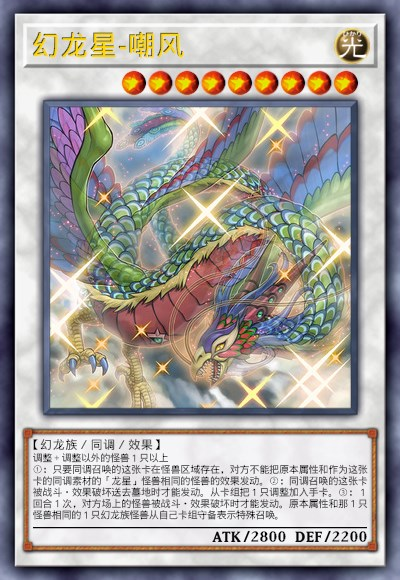 幻龙星-嘲风
ひかり
光
【幻龙族／同调／效果】
调整＋调整以外的怪兽１只以上
①：只要同调召唤的这张卡在怪兽区域存在，对方不能把原本属性和作为这张
卡的同调素材的「龙星」怪兽相同的怪兽的效果发动。②：同调召唤的这张卡
被战斗・效果破坏送去墓地时才能发动。从卡组把１只调整加入手卡。③：１
回合１次，对方场上的怪兽被战斗・效果破坏时才能发动。原本属性和那１只
怪兽相同的１只幻龙族怪兽从自己卡组守备表示特殊召唤。
ATK/2800 DEF/2200